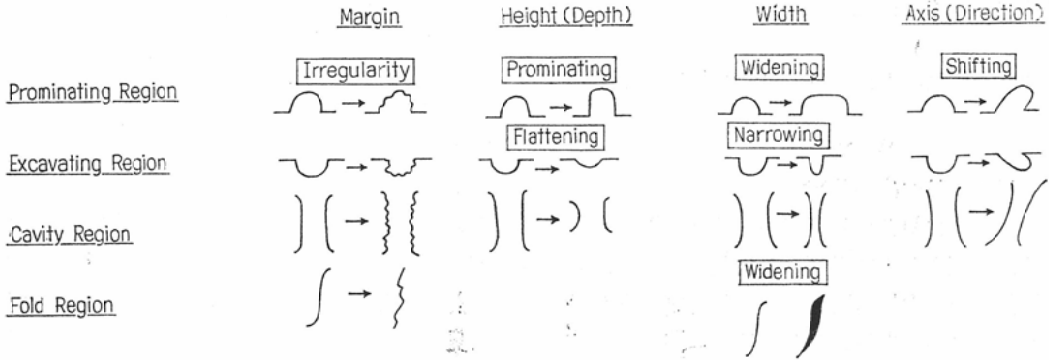 Margin Height(Depth) Width Axis(Direction)
Irregularity Prominating Widening Shifting
Prominating Region
Flattening Narrowing
Excavating Region
Cavity Region
Widening
Fold Region